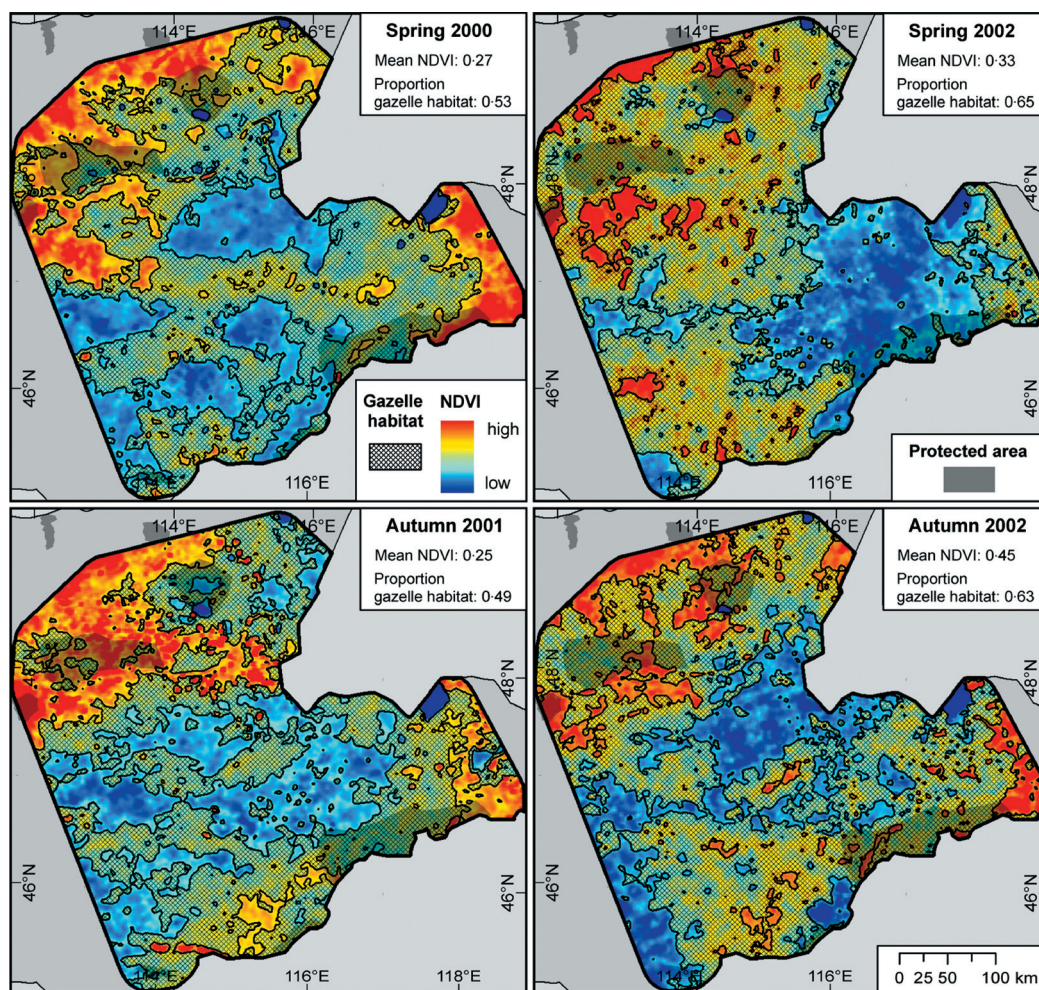 114°E
116°E
Spring 2000
Mean NDVI: 0·27
Proportion
gazelle habitat: 0·53
48°N
48°N
46°N
Gazelle
habitat
NDVI
high
low
114°E
116°E
114°E
116°E
Spring 2002
Mean NDVI: 0·33
Proportion
gazelle habitat: 0·65
48°N
48°N
46°N
Protected area
114°E
116°E
114°E
116°E
Autumn 2001
Mean NDVI: 0·25
Proportion
gazelle habitat: 0·49
48°N
48°N
46°N
46°N
114°E
116°E
118°E
114°E
116°E
Autumn 2002
Mean NDVI: 0·45
Proportion
gazelle habitat: 0·63
48°N
48°N
46°N
46°N
114°E
116°E
0 25 50 100 km